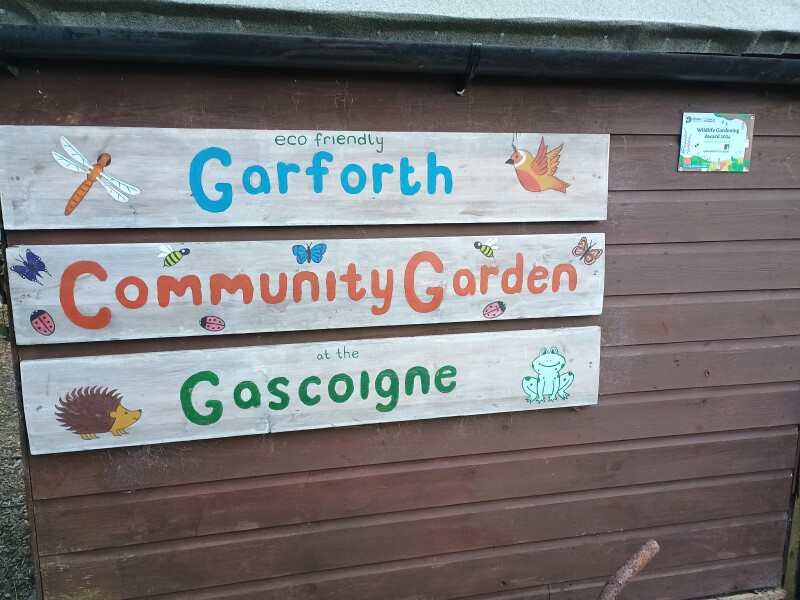 eco friendly
Garforth
Community Garden
at the
Gascoigne
Wildlife Gardening
Award 2024